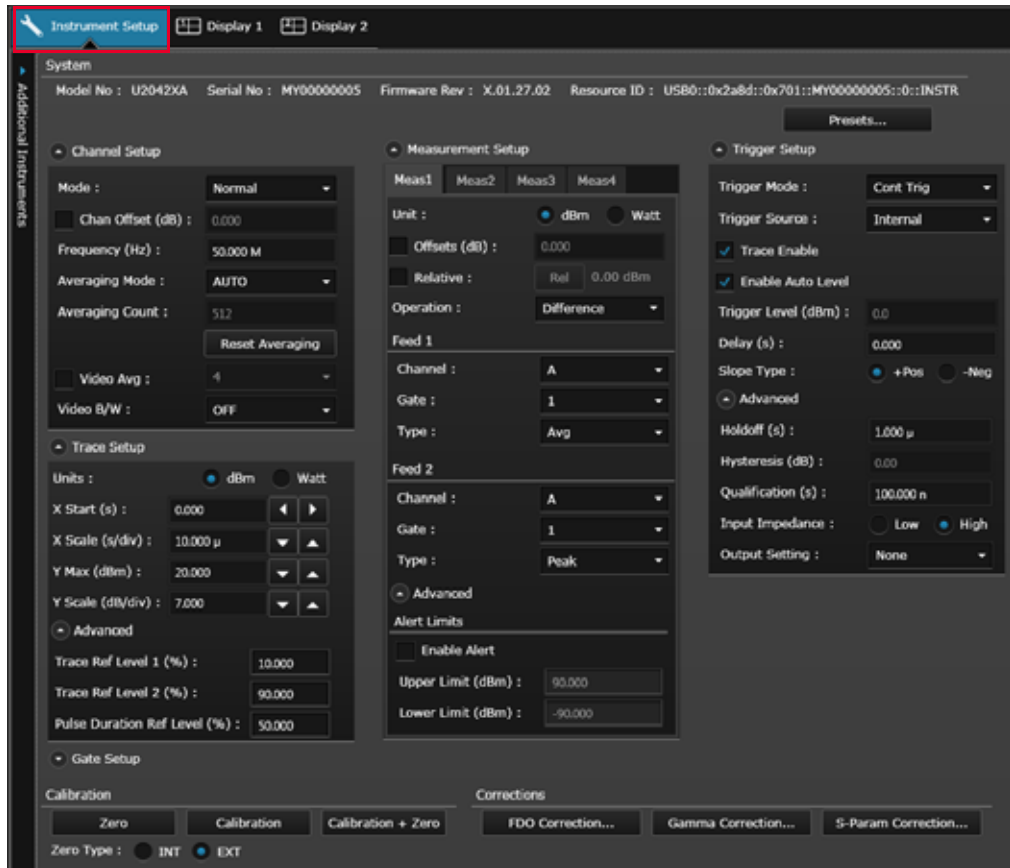 Instrument Setup Display 1 Display 2
Additional Instruments
System
Model No : U2042XA Serial No : MY00000005 Firmware Rev : X.01.27.02 Resource ID : USB0::0x2a8d::0x701::MY00000005::0::INSTR
Presets...
Channel Setup
Mode : Normal
Chan Offset (dB) : 0.000
Frequency (Hz) : 50.000 M
Averaging Mode : AUTO
Averaging Count : 512
Reset Averaging
Video Avg : 4
Video B/W : OFF
Trace Setup
Units : dBm Watt
X Start (s) : 0.000
X Scale (s/div) : 10.000 µ
Y Max (dBm) : 20.000
Y Scale (dB/div) : 7.000
Advanced
Trace Ref Level 1 (%) : 10.000
Trace Ref Level 2 (%) : 90.000
Pulse Duration Ref Level (%) : 50.000
Gate Setup
Measurement Setup
Meas1 Meas2 Meas3 Meas4
Unit : dBm Watt
Offsets (dB) : 0.000
Relative : Rel 0.00 dBm
Operation : Difference
Feed 1
Channel : A
Gate : 1
Type : Avg
Feed 2
Channel : A
Gate : 1
Type : Peak
Advanced
Alert Limits
Enable Alert
Upper Limit (dBm) : 90.000
Lower Limit (dBm) : -90.000
Trigger Setup
Trigger Mode : Cont Trig
Trigger Source : Internal
Trace Enable
Enable Auto Level
Trigger Level (dBm) : 0.0
Delay (s) : 0.000
Slope Type : +Pos -Neg
Advanced
Holdoff (s) : 1.000 µ
Hysteresis (dB) : 0.00
Qualification (s) : 100.000 n
Input Impedance : Low High
Output Setting : None
Calibration
Zero Calibration Calibration + Zero
Zero Type : INT EXT
Corrections
FDO Correction... Gamma Correction... S-Param Correction...